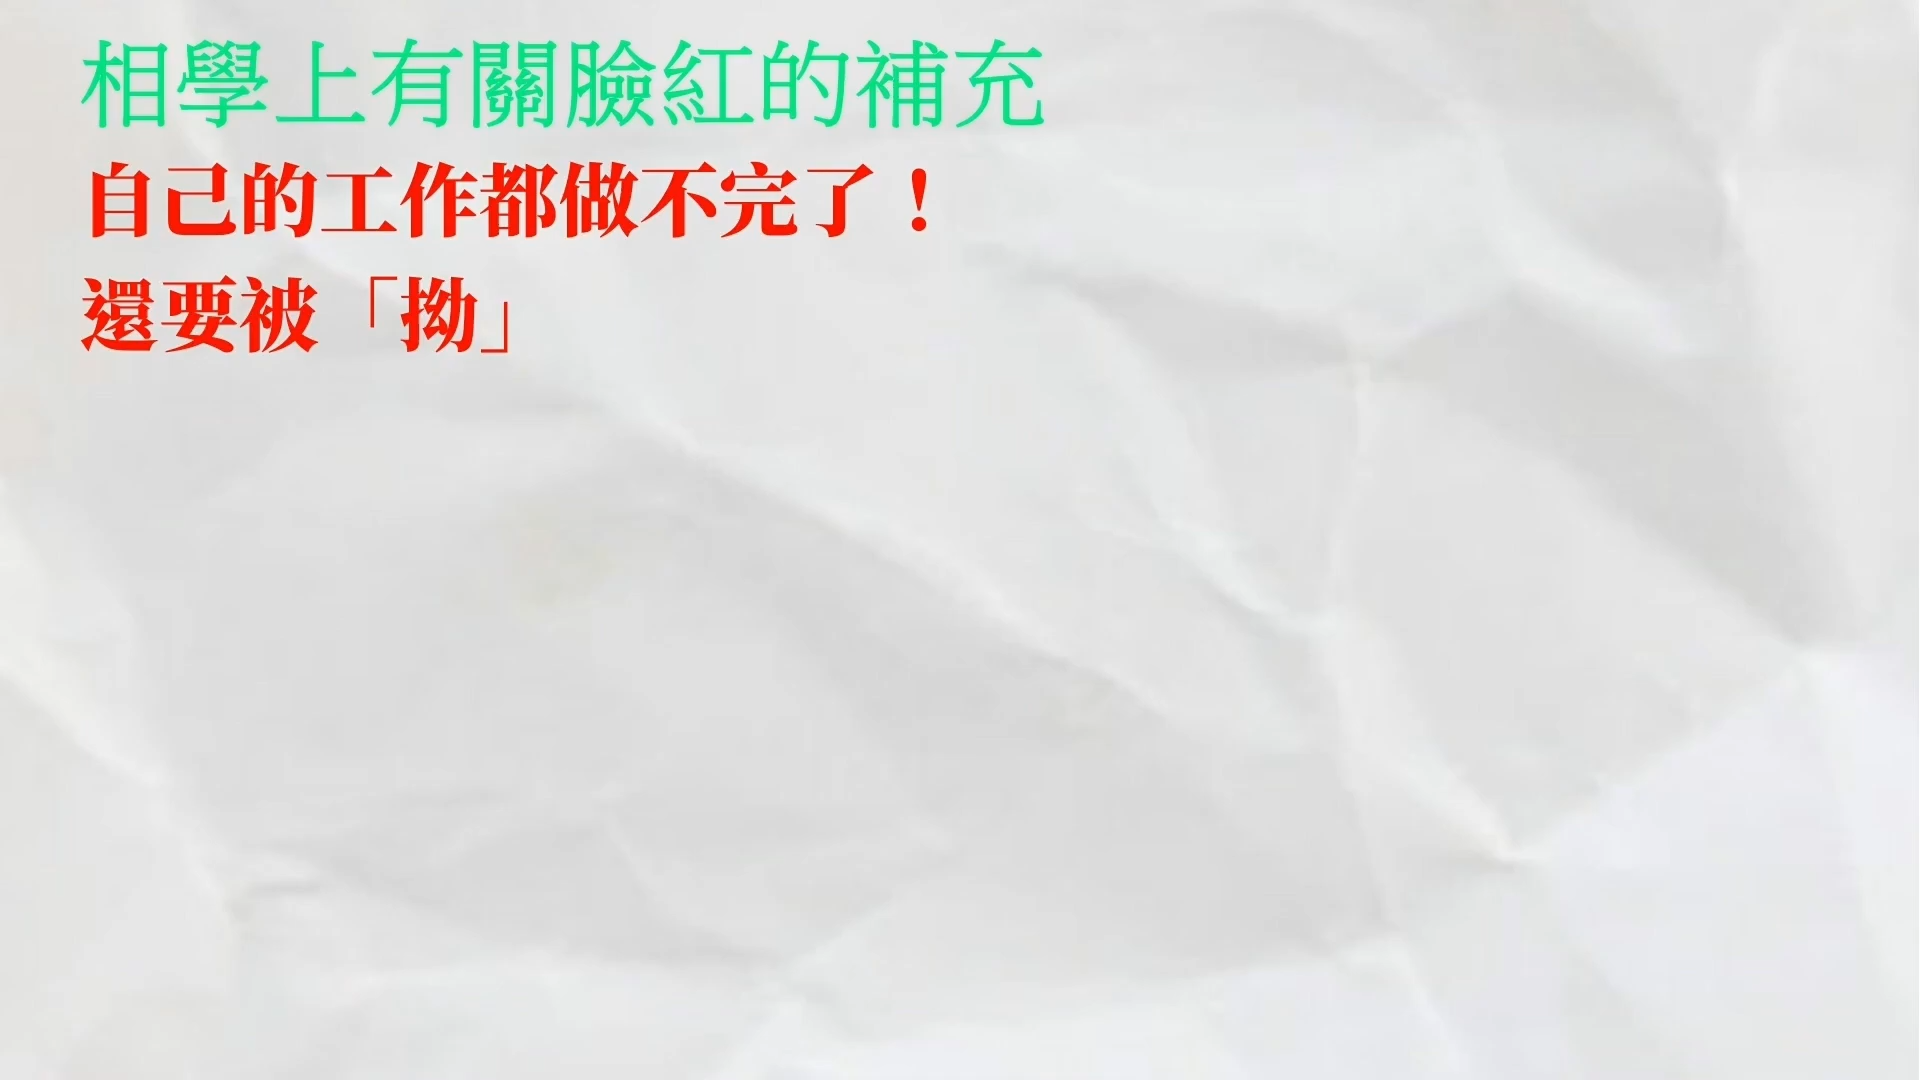 相學上有關臉紅的補充
自己的工作都做不完了！
還要被「拗」